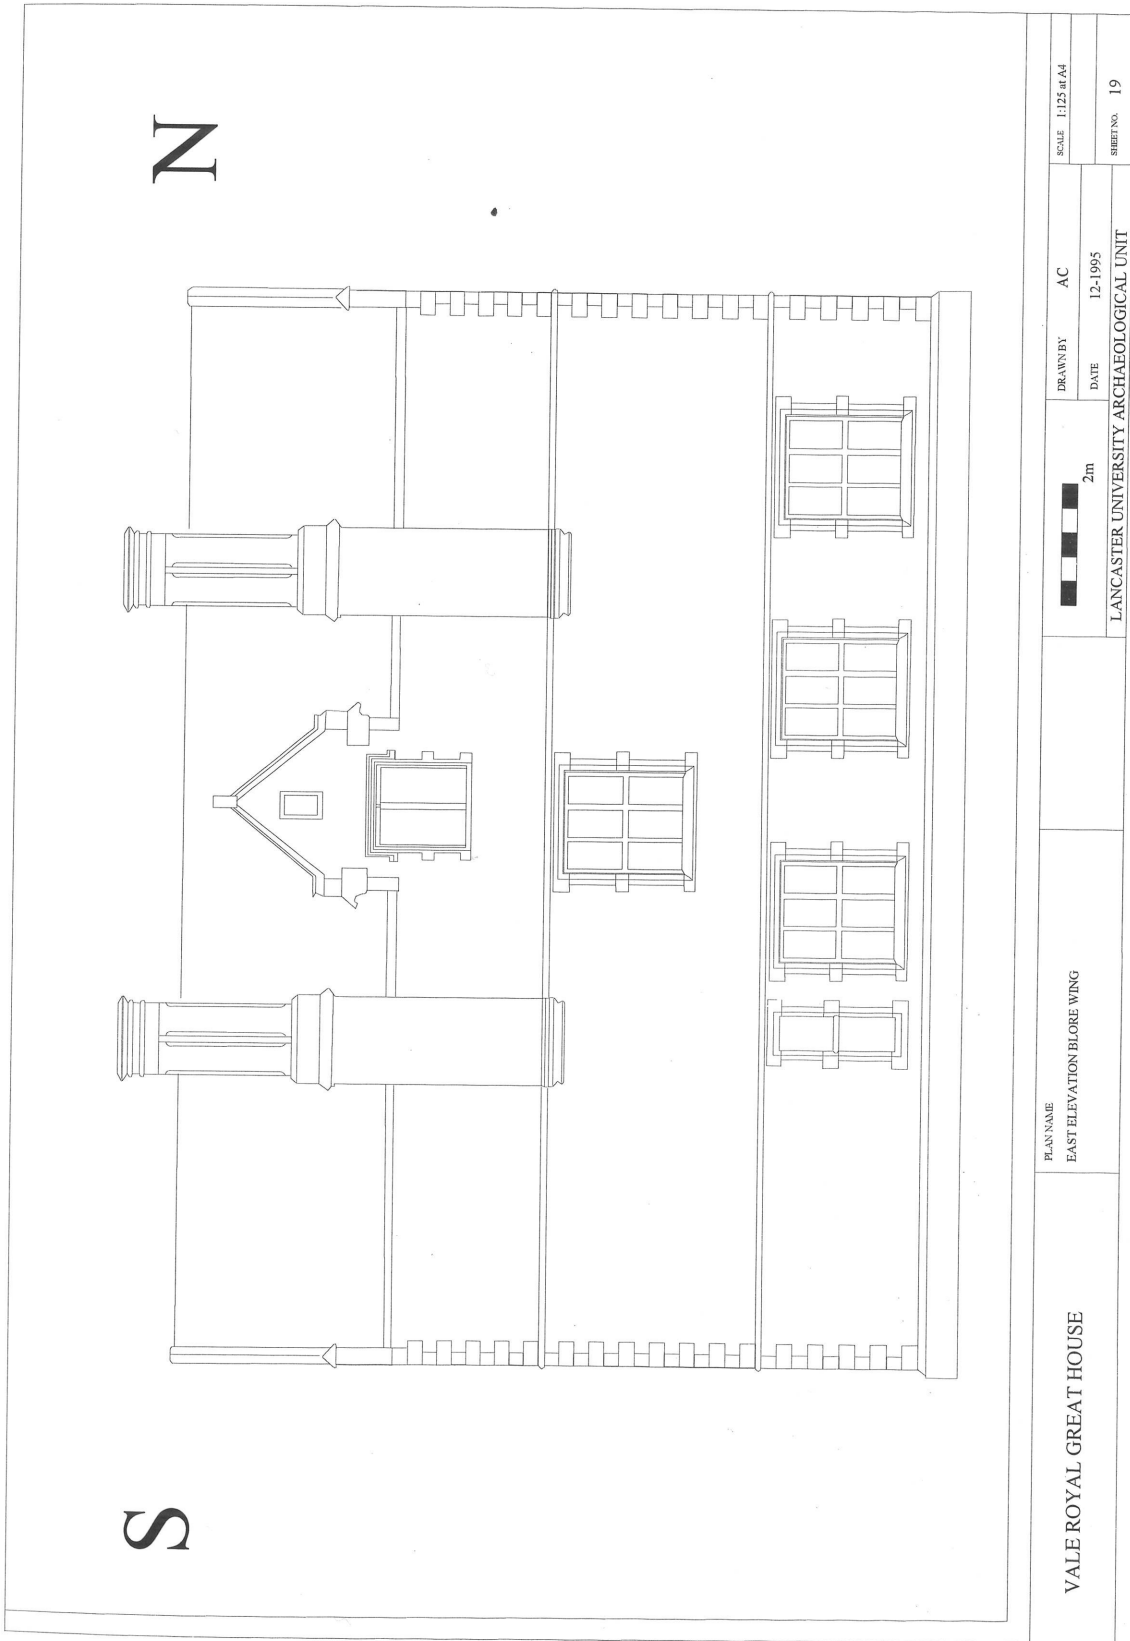 S
N
VALE ROYAL GREAT HOUSE
PLAN NAME
EAST ELEVATION BLORE WING
2m
DRAWN BY AC
DATE 12-1995
SCALE 1:125 at A4
SHEET NO. 19
LANCASTER UNIVERSITY ARCHAEOLOGICAL UNIT